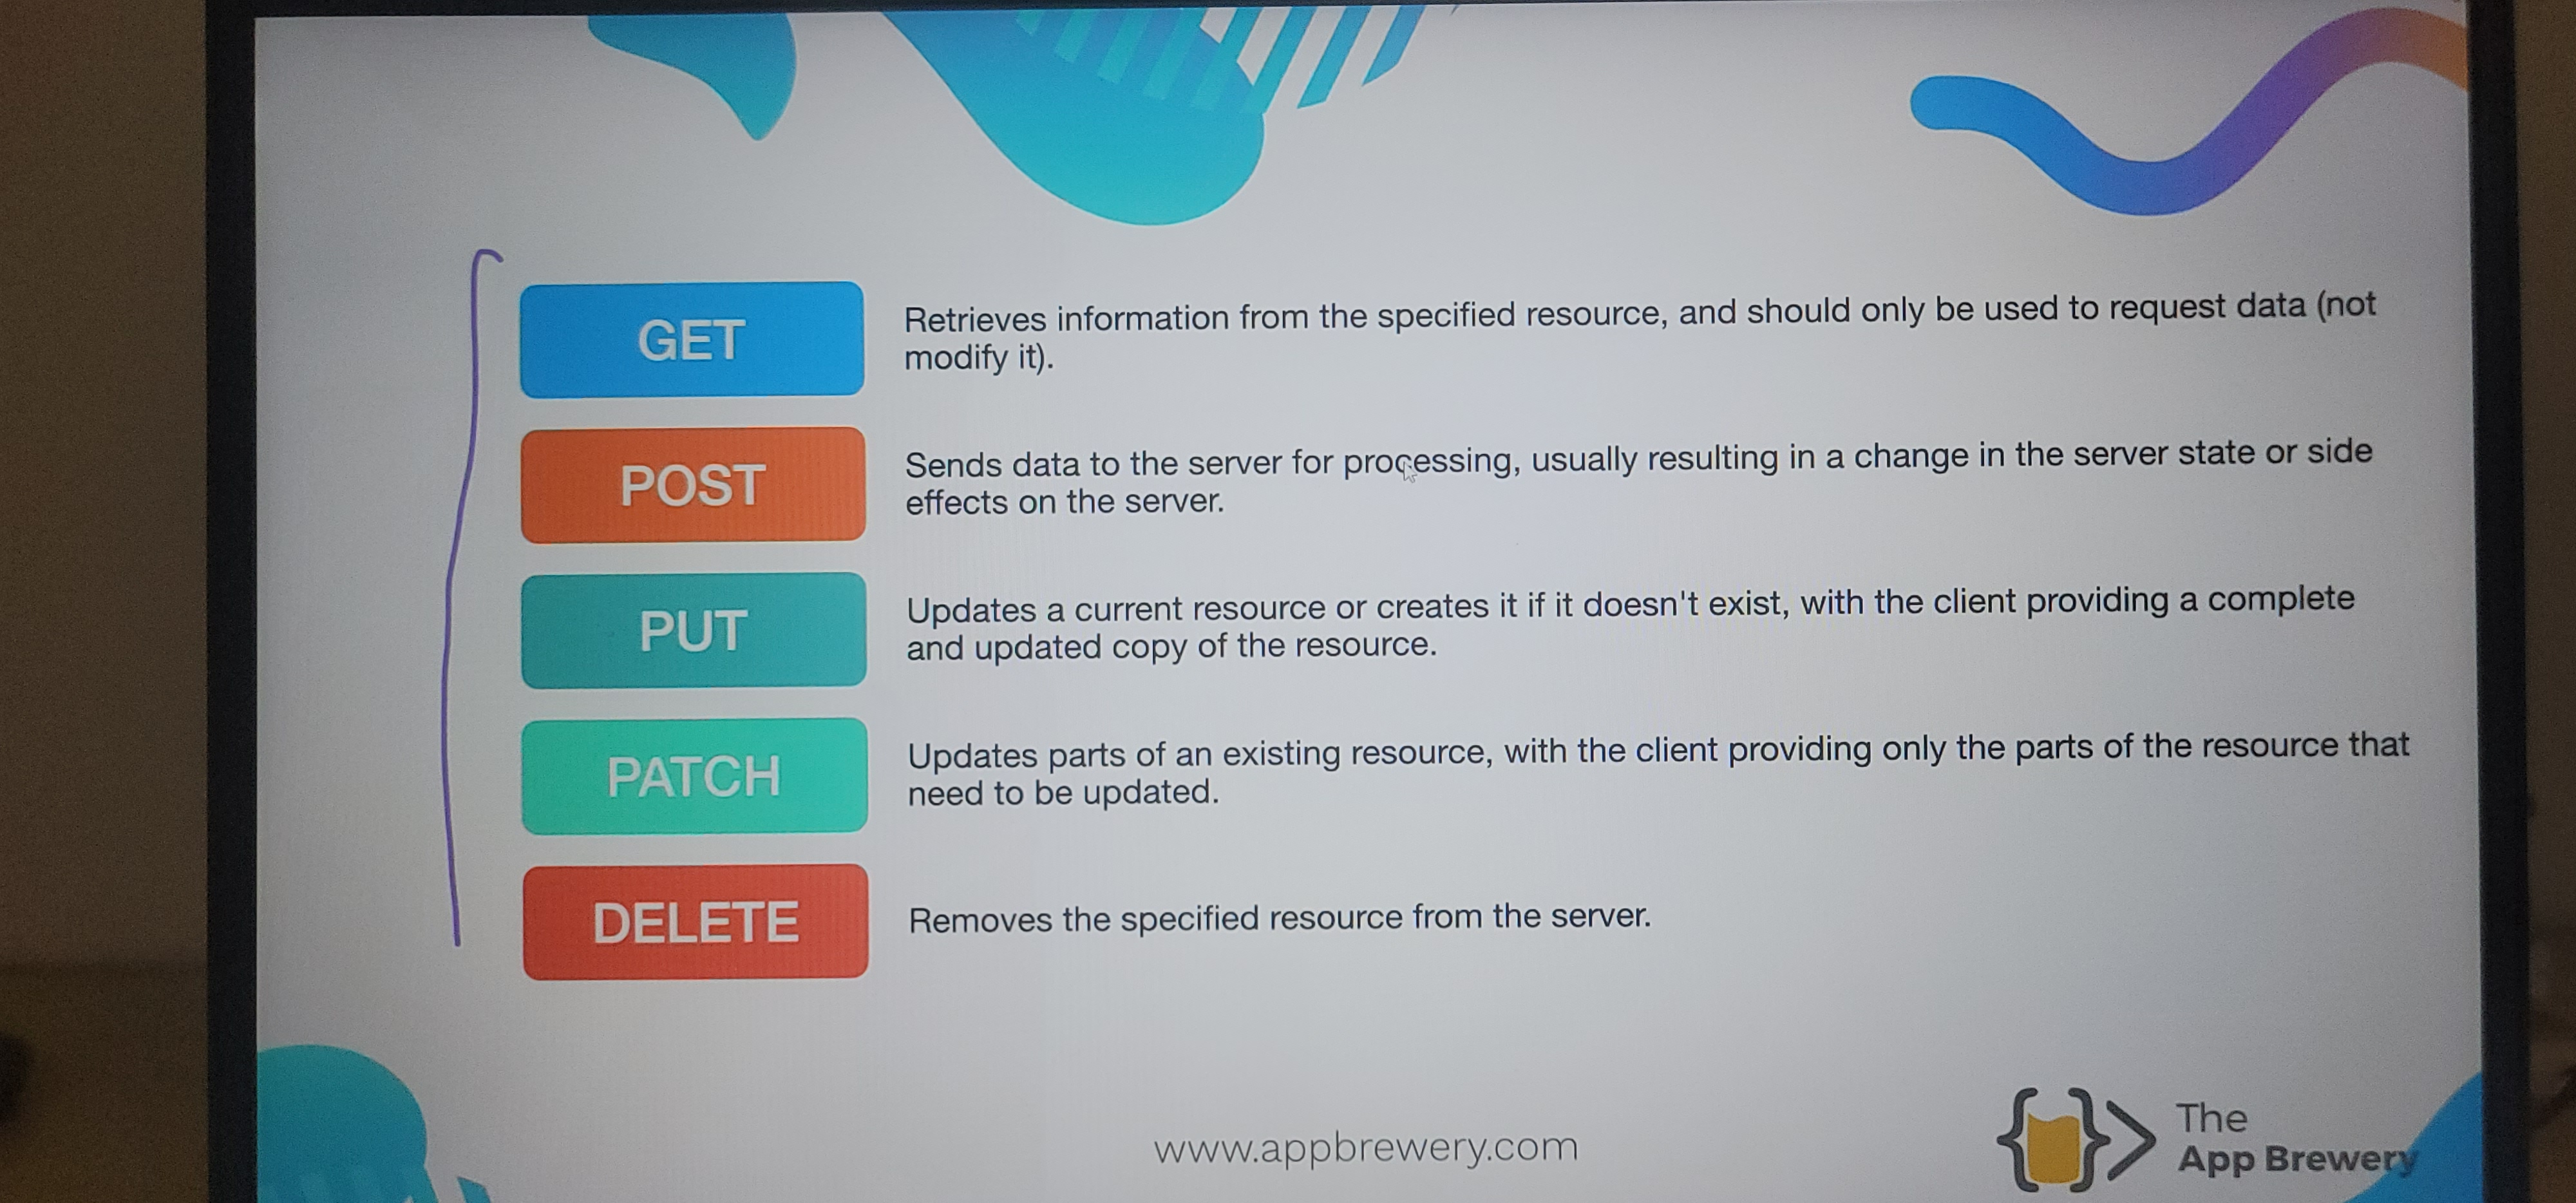 GET
Retrieves information from the specified resource, and should only be used to request data (not
modify it).
POST
Sends data to the server for processing, usually resulting in a change in the server state or side
effects on the server.
PUT
Updates a current resource or creates it if it doesn't exist, with the client providing a complete
and updated copy of the resource.
PATCH
Updates parts of an existing resource, with the client providing only the parts of the resource that
need to be updated.
DELETE
Removes the specified resource from the server.
www.appbrewery.com
The
App Brewery